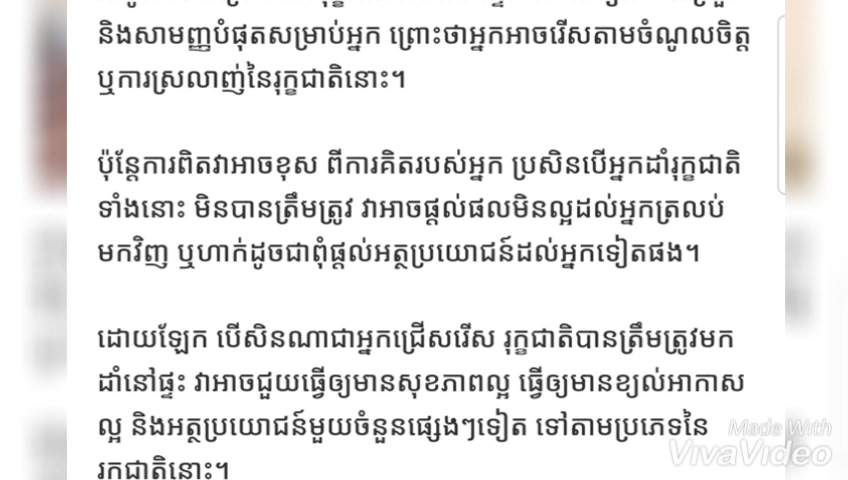 និងសាមញ្ញបំផុតសម្រាប់អ្នក ព្រោះថាអ្នកអាចរើសតាមចំណូលចិត្ត
ឬការស្រលាញ់នៃរុក្ខជាតិនោះ។
ប៉ុន្តែការពិតវាអាចខុស ពីការគិតរបស់អ្នក ប្រសិនបើអ្នកដាំរុក្ខជាតិ
ទាំងនោះ មិនបានត្រឹមត្រូវ វាអាចផ្តល់ផលមិនល្អដល់អ្នកត្រលប់
មកវិញ ឬហាក់ដូចជាពុំផ្តល់អត្ថប្រយោជន៍ដល់អ្នកទៀតផង។
ដោយឡែក បើសិនណាជាអ្នកជ្រើសរើស រុក្ខជាតិបានត្រឹមត្រូវមក
ដាំនៅផ្ទះ វាអាចជួយធ្វើឲ្យមានសុខភាពល្អ ធ្វើឲ្យមានខ្យល់អាកាស
ល្អ និងអត្ថប្រយោជន៍មួយចំនួនផ្សេងៗទៀត ទៅតាមប្រភេទនៃ
រុក្ខជាតិនោះ។
Made With
VivaVideo